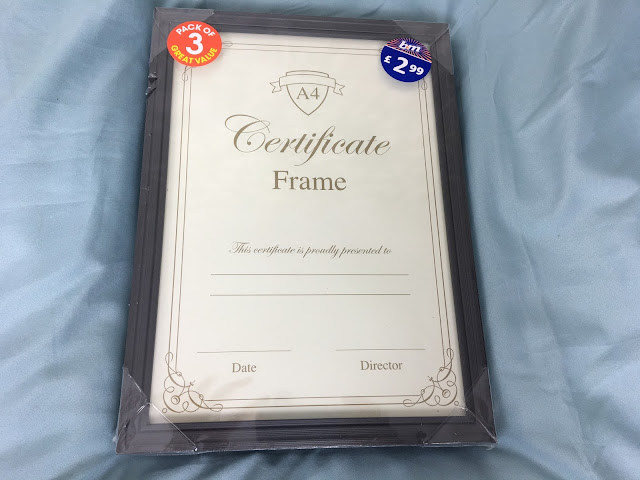 PACK OF
3
GREAT VALUE
bm
£2.99
A4
Certificate
Frame
This certificate is proudly presented to
Date
Director